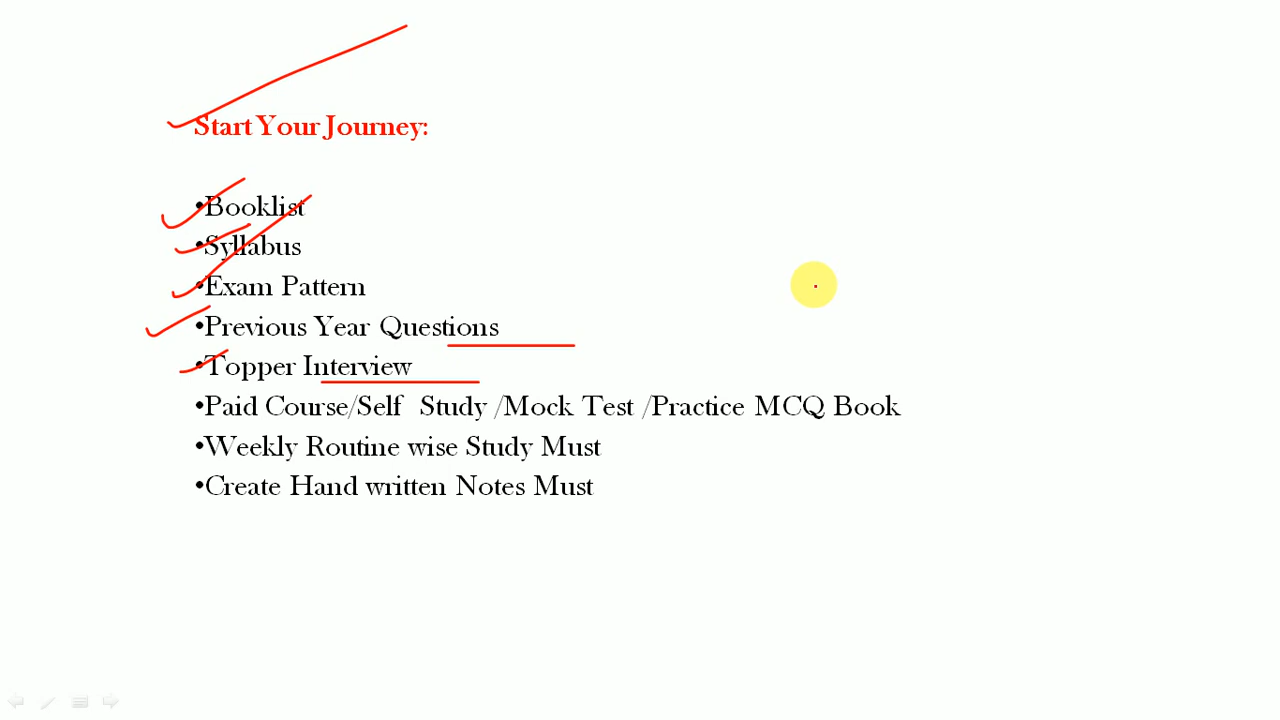 Start Your Journey:
•Booklist
•Syllabus
•Exam Pattern
•Previous Year Questions
•Topper Interview
•Paid Course/Self Study /Mock Test /Practice MCQ Book
•Weekly Routine wise Study Must
•Create Hand written Notes Must